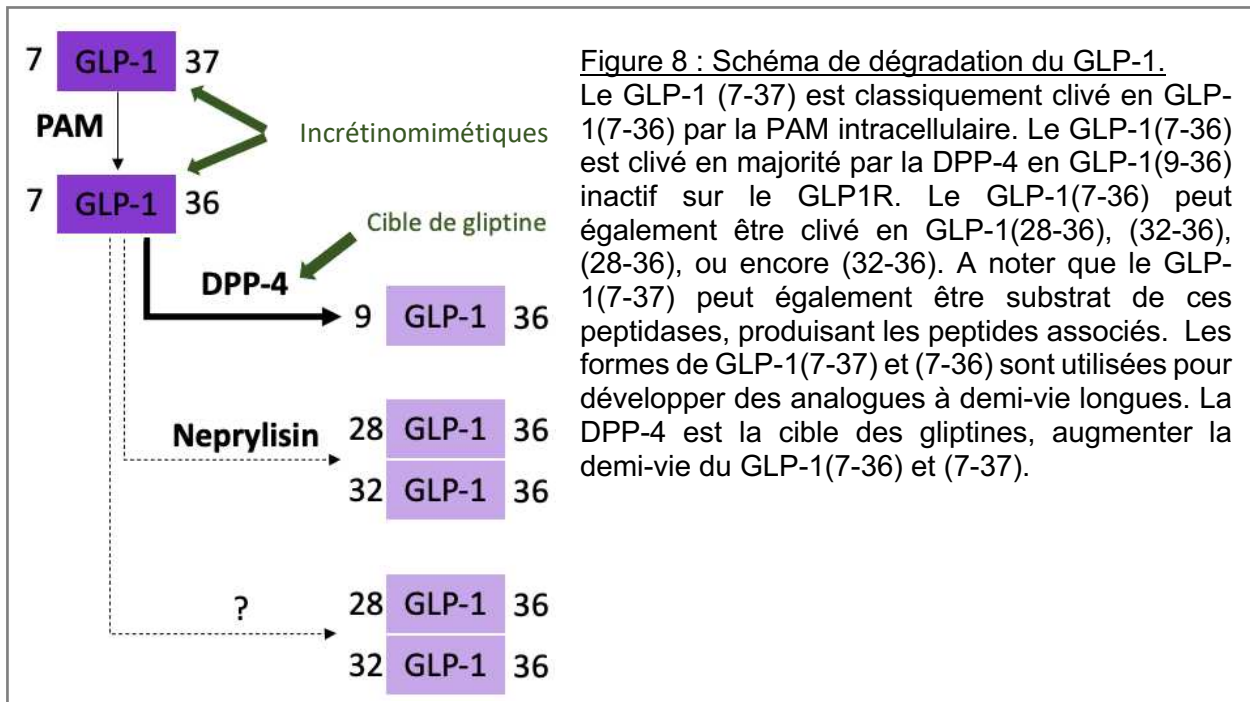 7 GLP-1 37
PAM
Incrétinomimétiques
7 GLP-1 36
Cible de gliptine
DPP-4
9 GLP-1 36
Neprylisin 28 GLP-1 36
32 GLP-1 36
? 28 GLP-1 36
32 GLP-1 36
Figure 8 : Schéma de dégradation du GLP-1.
Le GLP-1 (7-37) est classiquement clivé en GLP-
1(7-36) par la PAM intracellulaire. Le GLP-1(7-36)
est clivé en majorité par la DPP-4 en GLP-1(9-36)
inactif sur le GLP1R. Le GLP-1(7-36) peut
également être clivé en GLP-1(28-36), (32-36),
(28-36), ou encore (32-36). A noter que le GLP-
1(7-37) peut également être substrat de ces
peptidases, produisant les peptides associés. Les
formes de GLP-1(7-37) et (7-36) sont utilisées pour
développer des analogues à demi-vie longues. La
DPP-4 est la cible des gliptines, augmenter la
demi-vie du GLP-1(7-36) et (7-37).